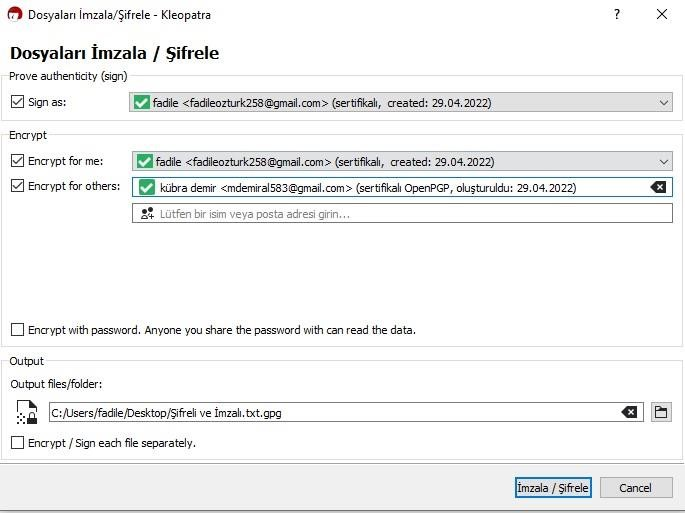 Dosyaları İmzala/Şifrele - Kleopatra
Dosyaları İmzala / Şifrele
Prove authenticity (sign)
Sign as: fadile <fadileozturk258@gmail.com> (sertifikalı, created: 29.04.2022)
Encrypt
Encrypt for me: fadile <fadileozturk258@gmail.com> (sertifikalı, created: 29.04.2022)
Encrypt for others: kübra demir <mdemiral583@gmail.com> (sertifikalı OpenPGP, oluşturuldu: 29.04.2022)
Lütfen bir isim veya posta adresi girin...
Encrypt with password. Anyone you share the password with can read the data.
Output
Output files/folder:
C:/Users/fadile/Desktop/Şifreli ve İmzalı.txt.gpg
Encrypt / Sign each file separately.
İmzala / Şifrele Cancel